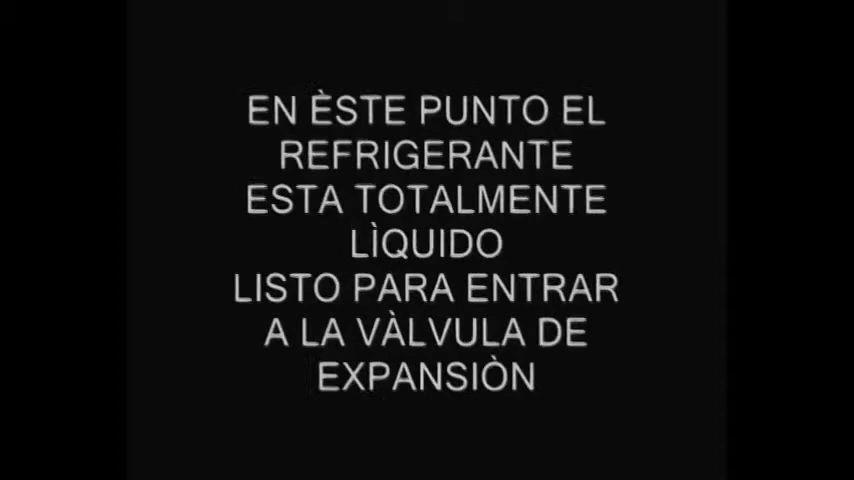 EN ÈSTE PUNTO EL
REFRIGERANTE
ESTA TOTALMENTE
LÌQUIDO
LISTO PARA ENTRAR
A LA VÀLVULA DE
EXPANSIÒN